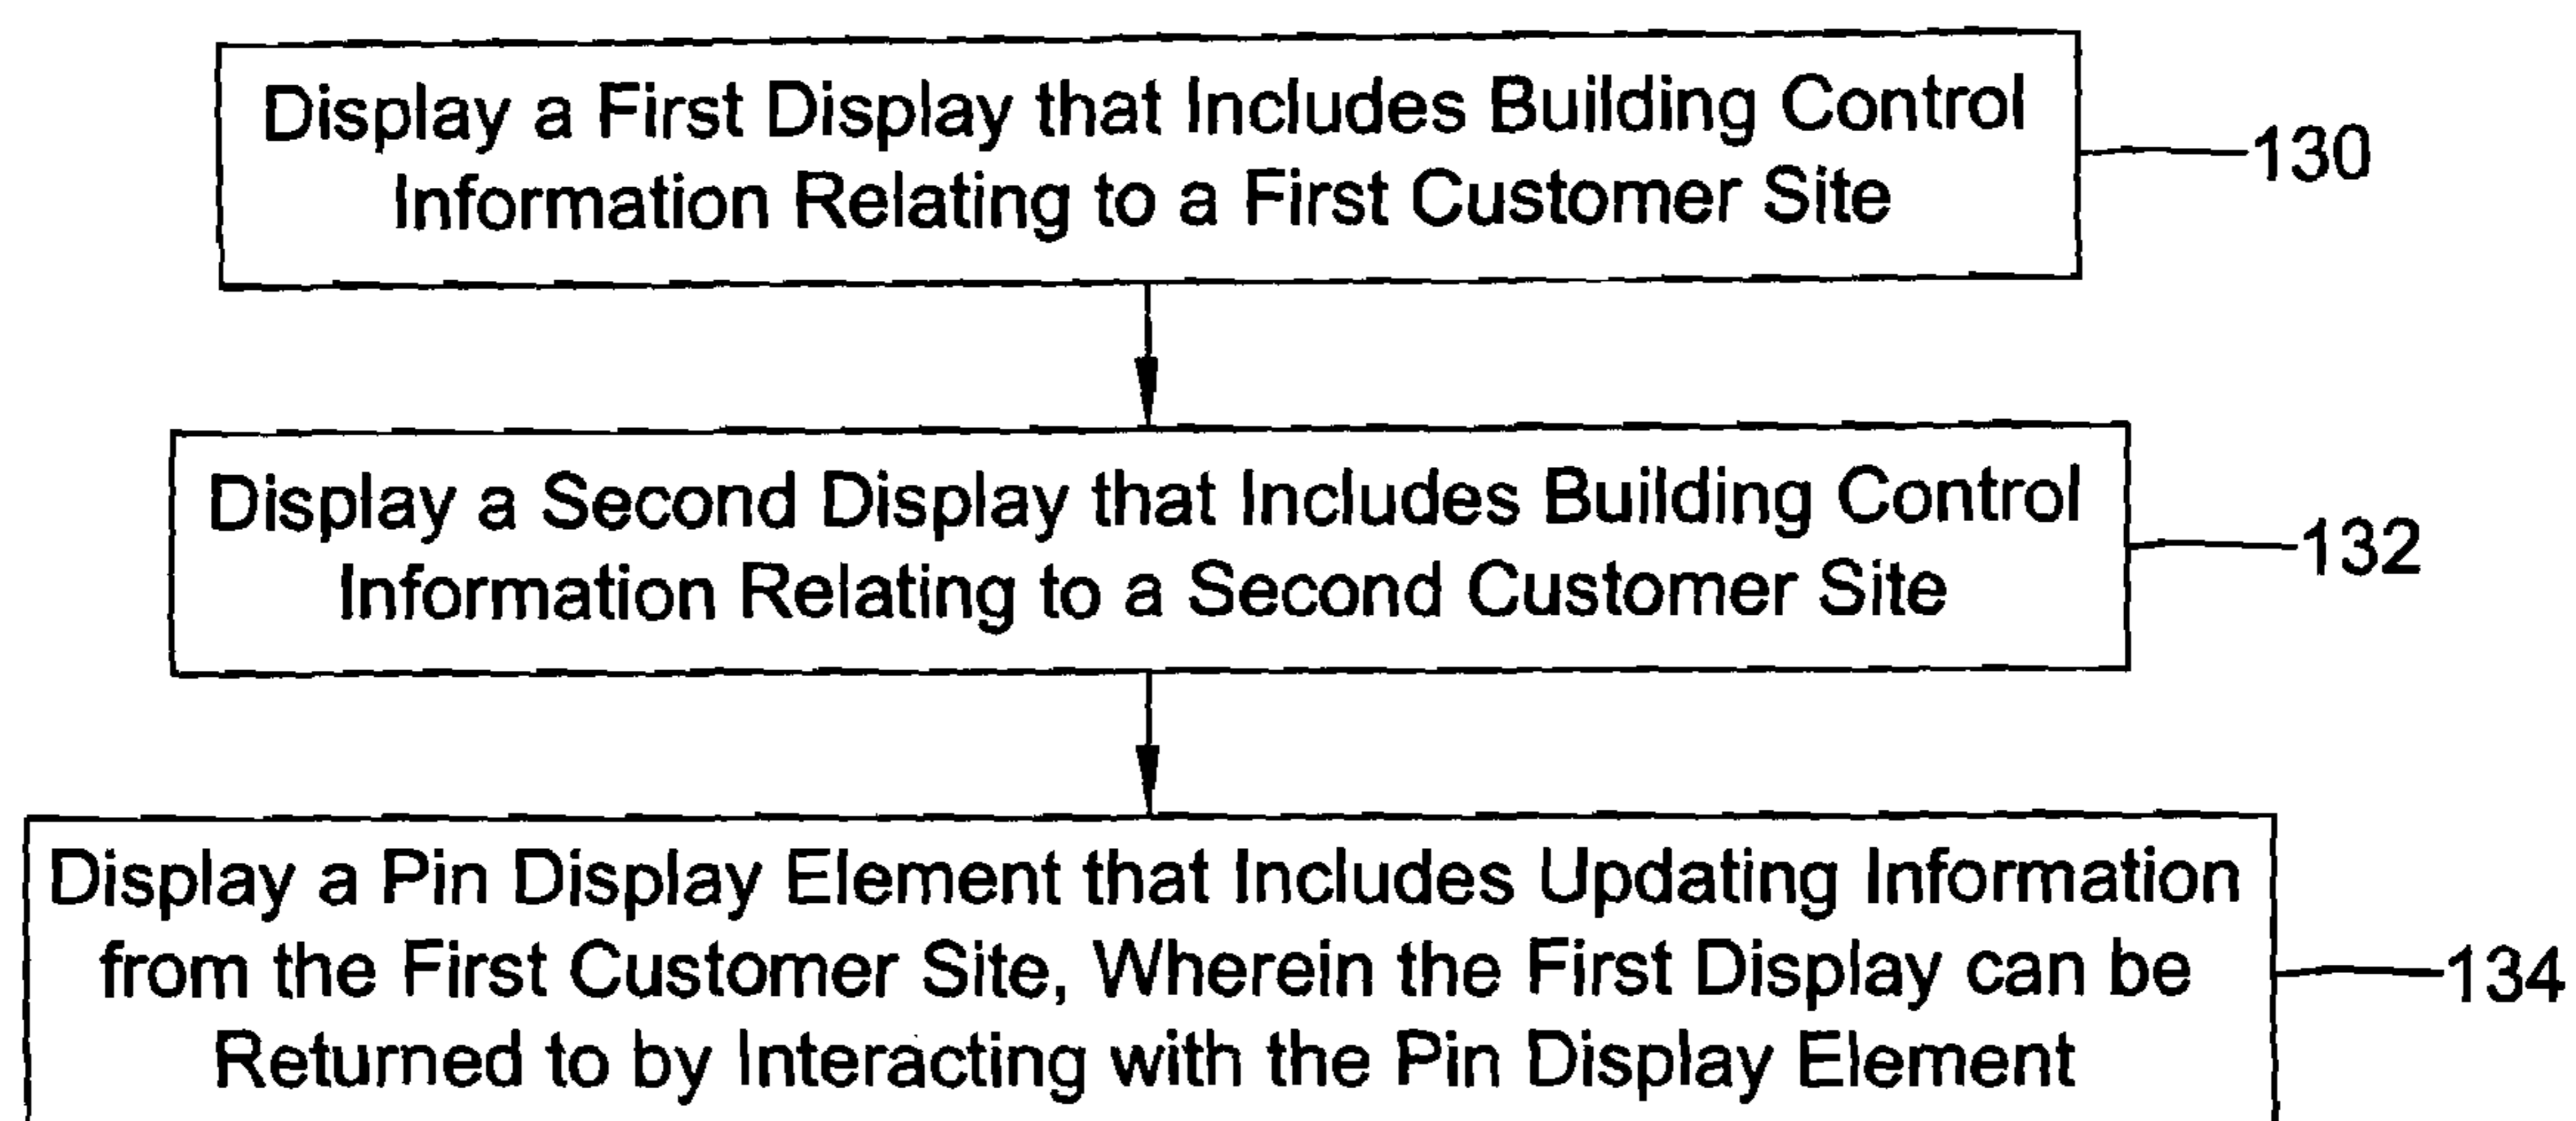 Display a First Display that Includes Building Control
Information Relating to a First Customer Site
130
Display a Second Display that Includes Building Control
Information Relating to a Second Customer Site
132
Display a Pin Display Element that Includes Updating Information
from the First Customer Site, Wherein the First Display can be
Returned to by Interacting with the Pin Display Element
134